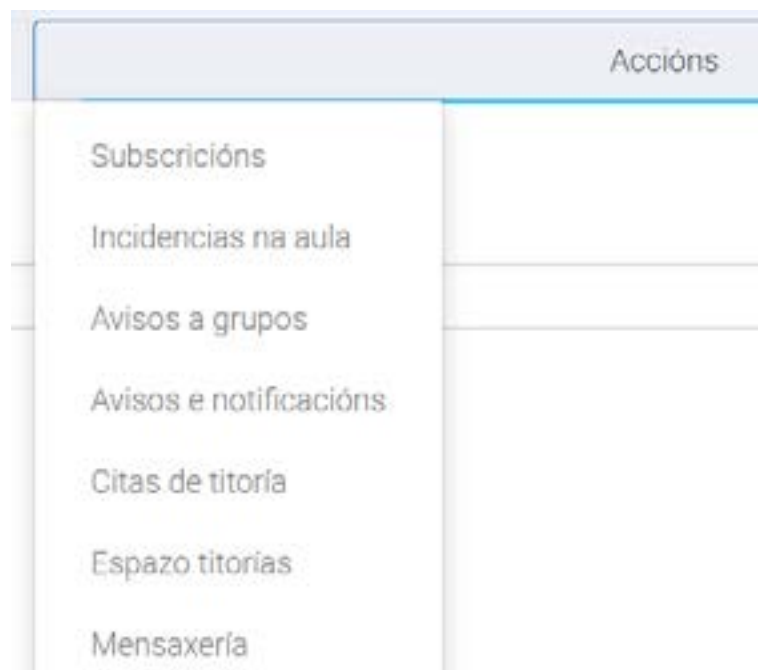 Accións
Subscricións
Incidencias na aula
Avisos a grupos
Avisos e notificacións
Citas de titoría
Espazo titorías
Mensaxería